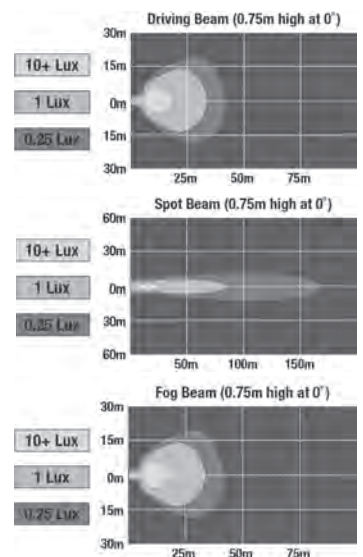 Driving Beam (0.75m high at 0°)
30m
15m
0m
15m
30m
10+ Lux
1 Lux
0.25 Lux
25m 50m 75m
Spot Beam (0.75m high at 0°)
60m
30m
0m
30m
60m
10+ Lux
1 Lux
0.25 Lux
50m 100m 150m
Fog Beam (0.75m high at 0°)
30m
15m
0m
15m
30m
10+ Lux
1 Lux
0.25 Lux
25m 50m 75m